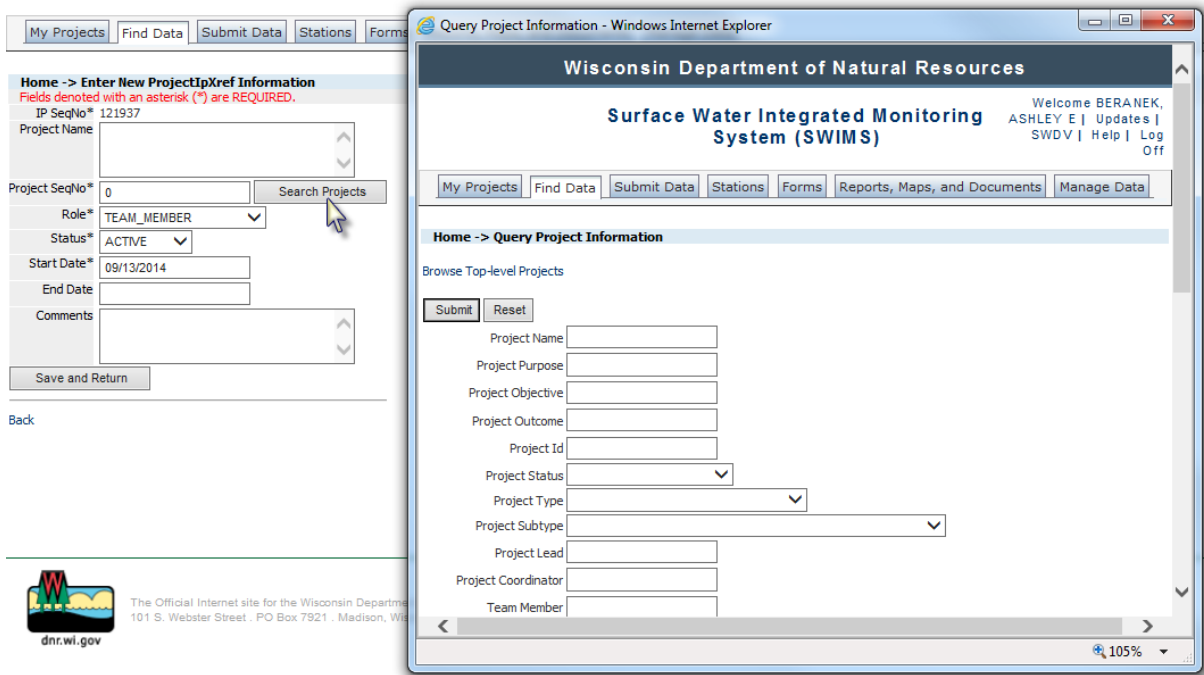 My Projects Find Data Submit Data Stations Forms
Home -> Enter New ProjectIpXref Information
Fields denoted with an asterisk (*) are REQUIRED.
IP SeqNo* 121937
Project Name
Project SeqNo* 0 Search Projects
Role* TEAM_MEMBER
Status* ACTIVE
Start Date* 09/13/2014
End Date
Comments
Save and Return
Back
W
dnr.wi.gov
The Official Internet site for the Wisconsin Departme
101 S. Webster Street . PO Box 7921 . Madison, Wis
Query Project Information - Windows Internet Explorer
Wisconsin Department of Natural Resources
Surface Water Integrated Monitoring
System (SWIMS)
Welcome BERANEK,
ASHLEY E | Updates |
SWDV | Help | Log
Off
My Projects Find Data Submit Data Stations Forms Reports, Maps, and Documents Manage Data
Home -> Query Project Information
Browse Top-level Projects
Submit Reset
Project Name
Project Purpose
Project Objective
Project Outcome
Project Id
Project Status
Project Type
Project Subtype
Project Lead
Project Coordinator
Team Member
105%